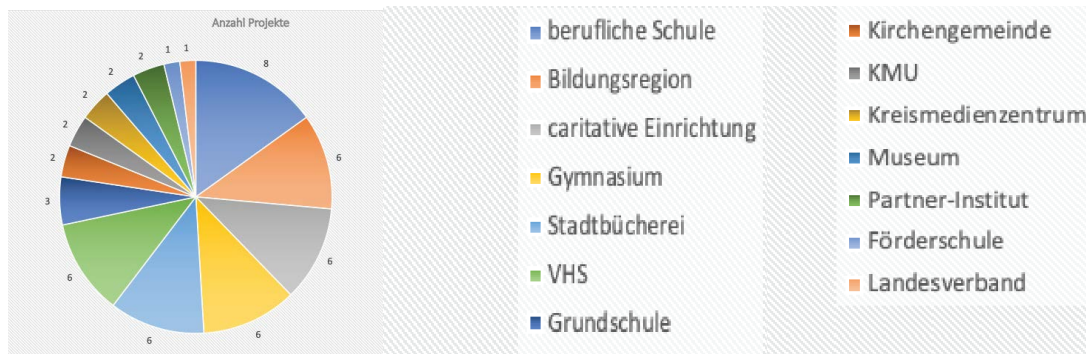 Anzahl Projekte
1
1
2
2
2
2
2
3
6
6
6
6
6
8
berufliche Schule
Bildungsregion
caritative Einrichtung
Gymnasium
Stadtbücherei
VHS
Grundschule
Kirchengemeinde
KMU
Kreismedienzentrum
Museum
Partner-Institut
Förderschule
Landesverband